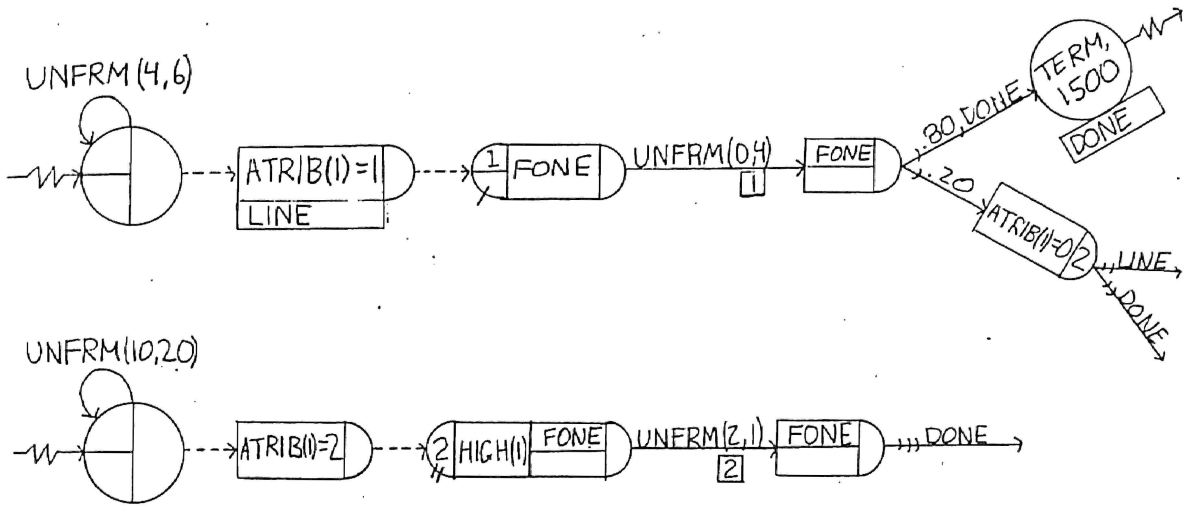 UNFRM(4,6)
ATRIB(1)=1
LINE
1
FONE
UNFRM(0,4)
1
FONE
.80,DONE
TERM,
1500
DONE
.20
ATRIB(1)=0
2
LINE
DONE
UNFRM(10,20)
ATRIB(1)=2
2
HIGH(1)
FONE
UNFRM(2,1)
2
FONE
DONE